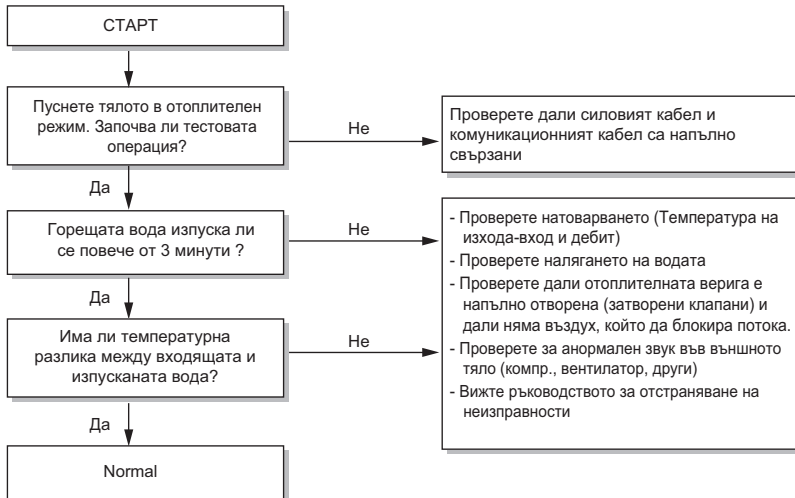 СТАРТ
Пуснете тялото в отоплителен
режим. Започва ли тестовата
операция?
Не
Проверете дали силовият кабел и
комуникационният кабел са напълно
свързани
Да
Горещата вода изпуска ли
се повече от 3 минути ?
Не
- Проверете натоварването (Температура на
изхода-вход и дебит)
- Проверете налягането на водата
- Проверете дали отоплителната верига е
напълно отворена (затворени клапани) и
дали няма въздух, който да блокира потока.
- Проверете за анормален звук във външното
тяло (компр., вентилатор, други)
- Вижте ръководството за отстраняване на
неизправности
Да
Има ли температурна
разлика между входящата и
изпусканата вода?
Не
Да
Normal